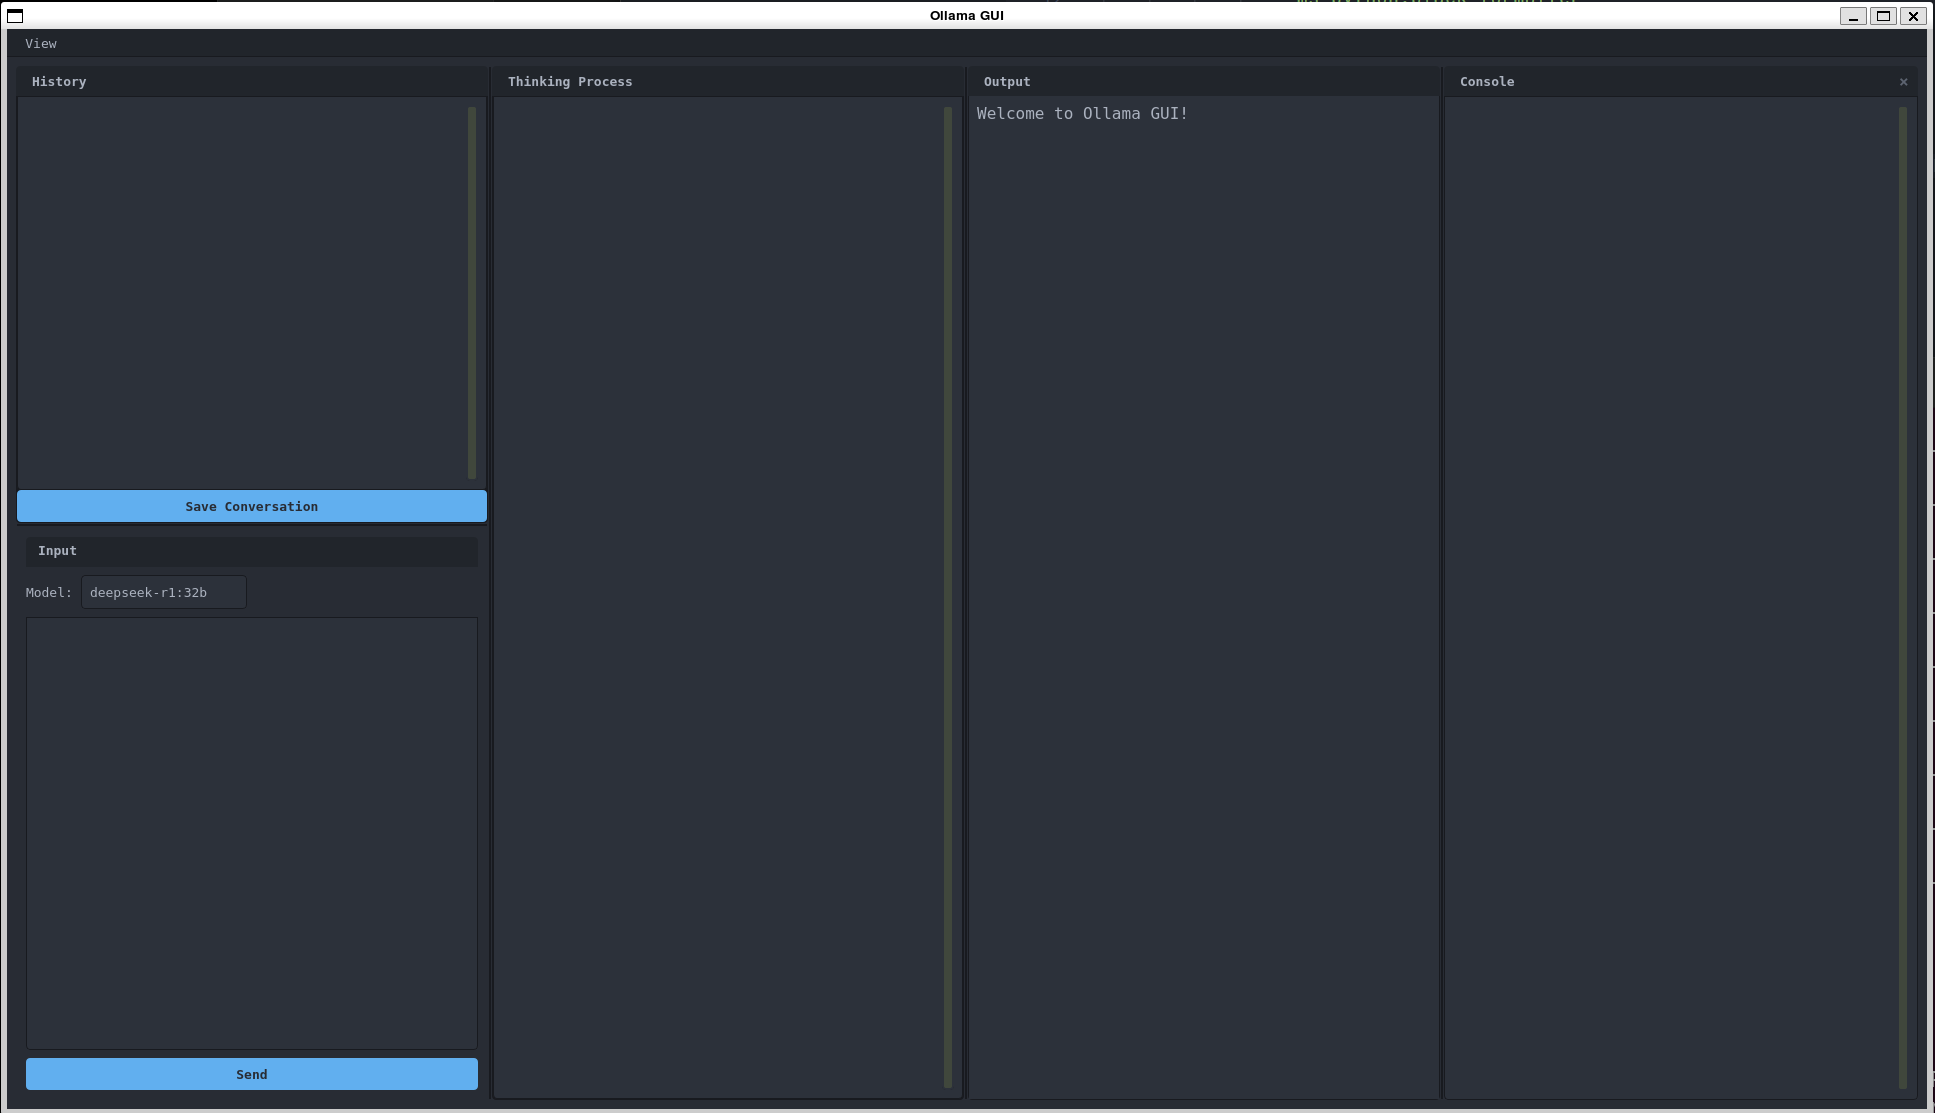 Ollama GUI
View
History
Save Conversation
Input
Model: deepseek-r1:32b
Send
Thinking Process
Output
Welcome to Ollama GUI!
Console ×